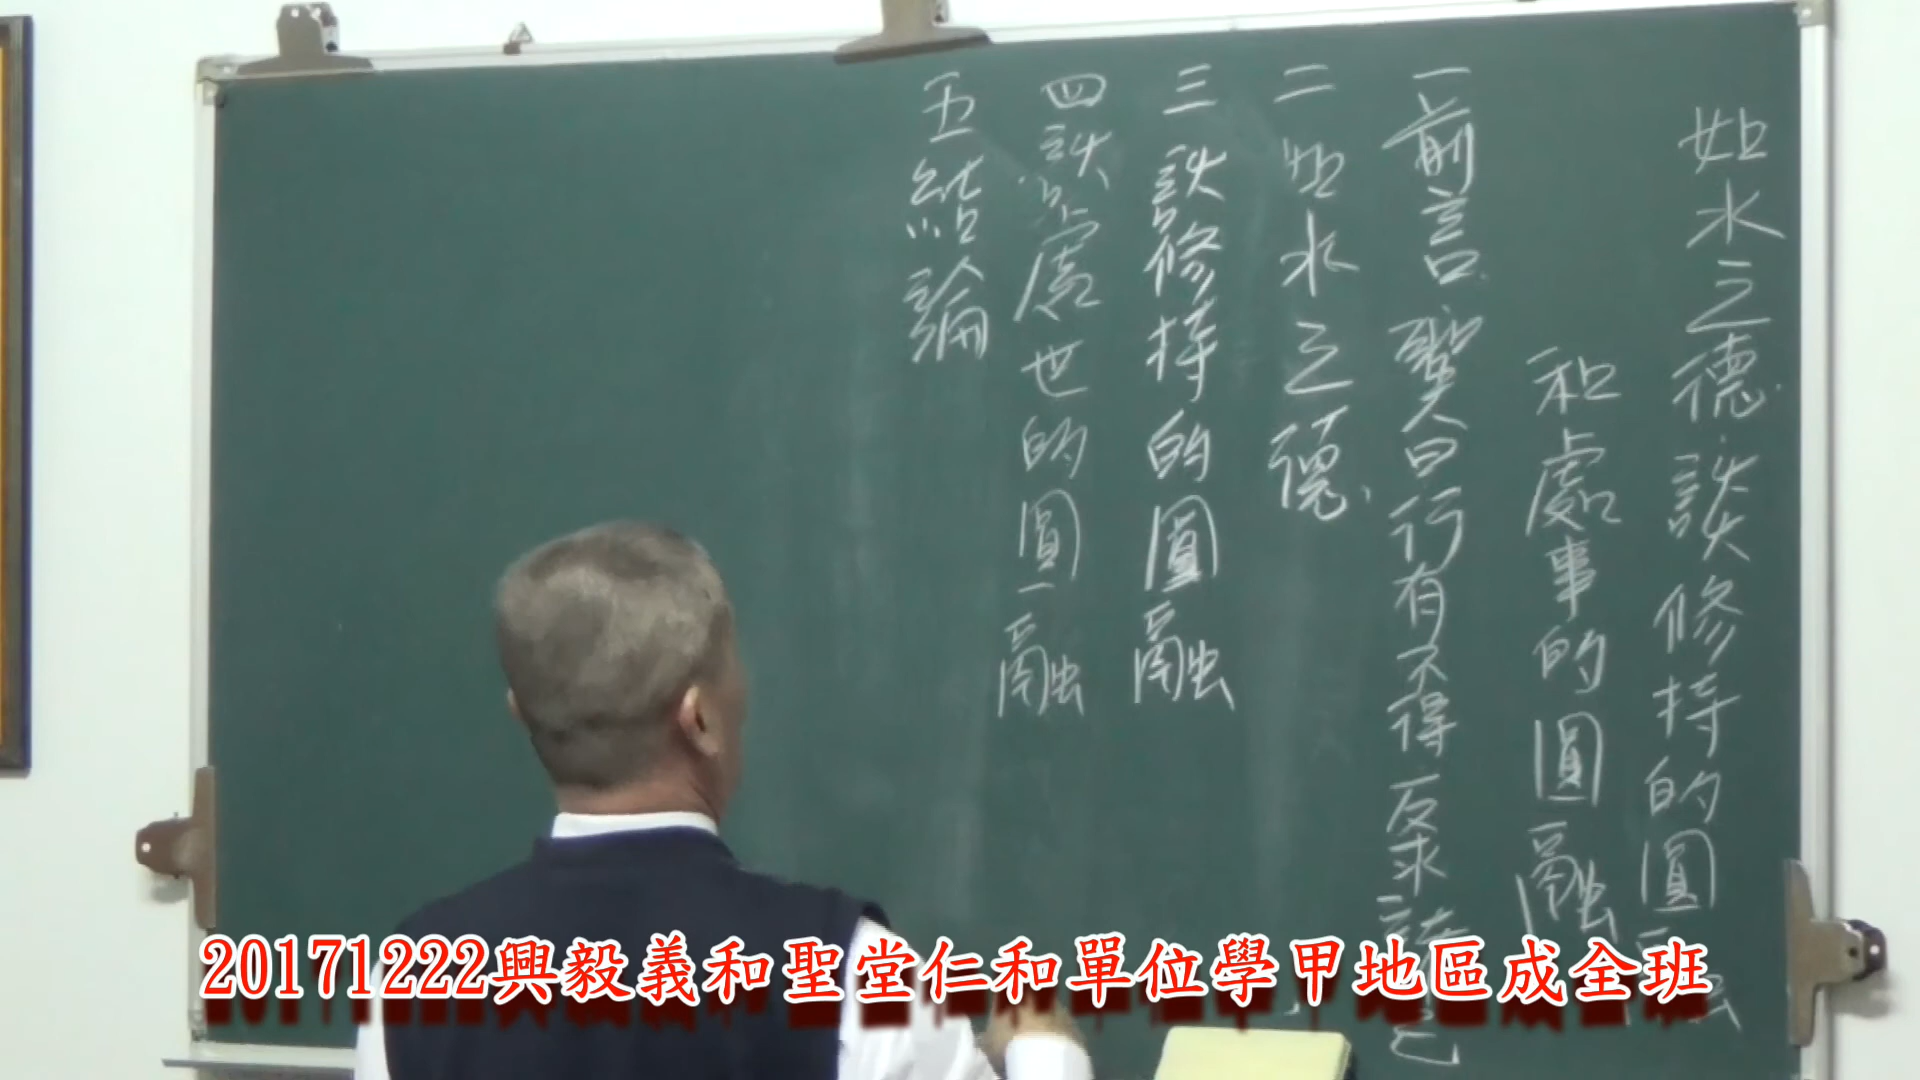 如水之德談修持的圓融
和處事的圓融
一前言 聖人曰行有不得反求諸己
二如水之德
三談修持的圓融
四談處世的圓融
五結論
20171222興毅義和聖堂仁和單位學甲地區成全班